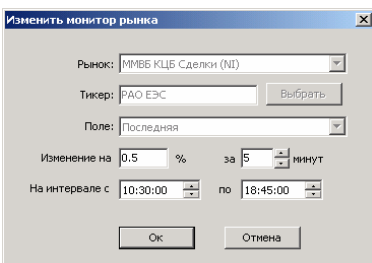 Изменить монитор рынка
Рынок: ММВБ КЦБ Сделки (NI)
Тикер: РАО ЕЭС Выбрать
Поле: Последняя
Изменение на 0.5 % за 5 минут
На интервале с 10:30:00 по 18:45:00
Ок Отмена